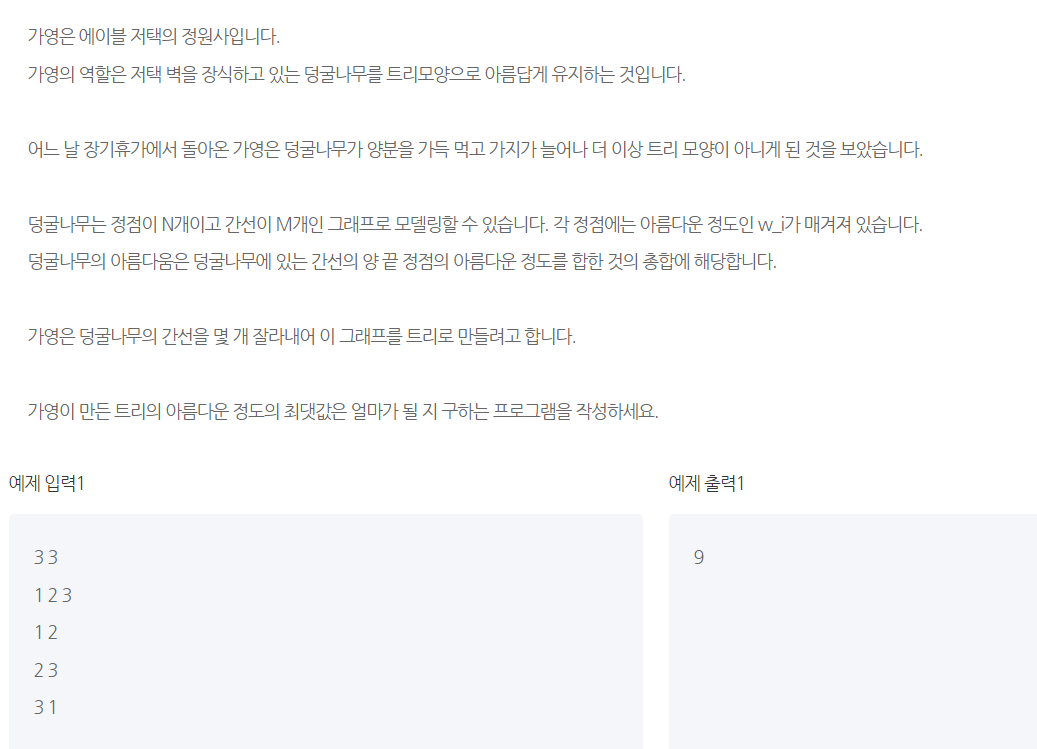 가영은 에이블 저택의 정원사입니다.
가영의 역할은 저택 벽을 장식하고 있는 덩굴나무를 트리모양으로 아름답게 유지하는 것입니다.
어느 날 장기휴가에서 돌아온 가영은 덩굴나무가 양분을 가득 먹고 가지가 늘어나 더 이상 트리 모양이 아니게 된 것을 보았습니다.
덩굴나무는 정점이 N개이고 간선이 M개인 그래프로 모델링할 수 있습니다. 각 정점에는 아름다운 정도인 w_i가 매겨져 있습니다.
덩굴나무의 아름다움은 덩굴나무에 있는 간선의 양 끝 정점의 아름다운 정도를 합한 것의 총합에 해당합니다.
가영은 덩굴나무의 간선을 몇 개 잘라내어 이 그래프를 트리로 만들려고 합니다.
가영이 만든 트리의 아름다운 정도의 최댓값은 얼마가 될 지 구하는 프로그램을 작성하세요.
예제 입력1
3 3
1 2 3
1 2
2 3
3 1
예제 출력1
9